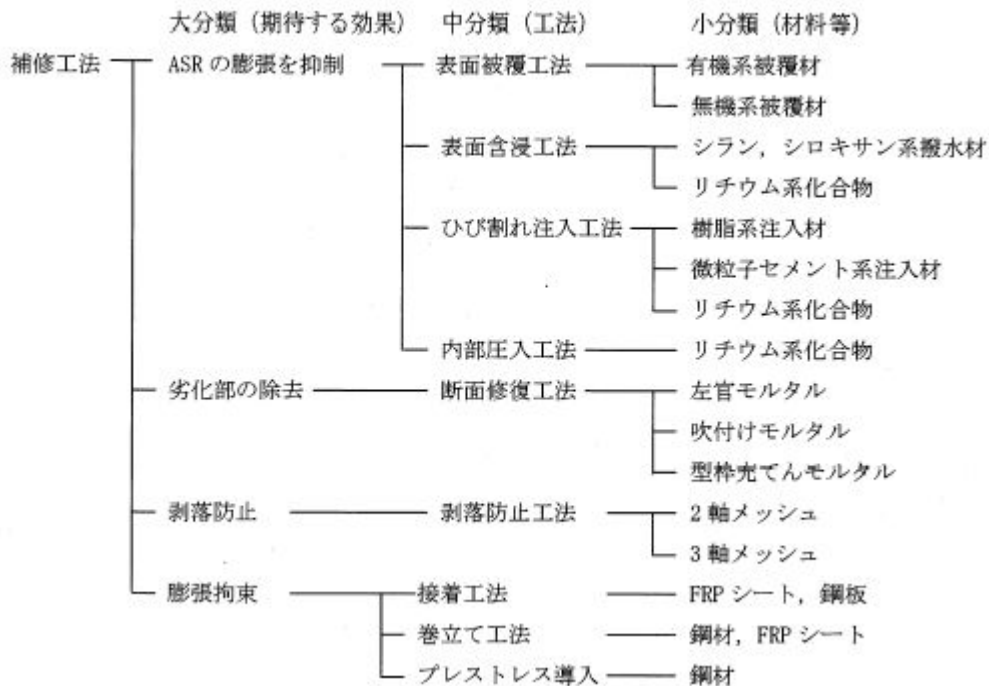 大分類（期待する効果） 中分類（工法） 小分類（材料等）
補修工法 ASRの膨張を抑制 表面被覆工法 有機系被覆材
無機系被覆材
表面含浸工法 シラン，シロキサン系撥水材
リチウム系化合物
ひび割れ注入工法 樹脂系注入材
微粒子セメント系注入材
リチウム系化合物
内部圧入工法 リチウム系化合物
劣化部の除去 断面修復工法 左官モルタル
吹付けモルタル
型枠充てんモルタル
剥落防止 剥落防止工法 2軸メッシュ
3軸メッシュ
膨張拘束 接着工法 FRPシート，鋼板
巻立て工法 鋼材，FRPシート
プレストレス導入 鋼材